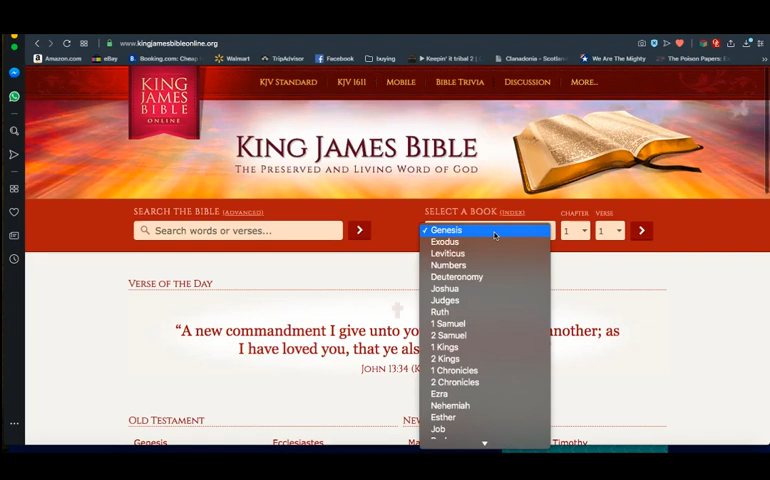 www.kingjamesbibleonline.org
Amazon.com eBay Booking.com: Cheap Walmart TripAdvisor Facebook buying Keepin' it tribal 2 Clanadonia - Scotland We Are The Mighty The Poison Papers: E
KING
JAMES
BIBLE
ONLINE
KJV STANDARD KJV 1611 MOBILE BIBLE TRIVIA DISCUSSION MORE...
KING JAMES BIBLE
THE PRESERVED AND LIVING WORD OF GOD
SEARCH THE BIBLE (ADVANCED)
SELECT A BOOK (INDEX) CHAPTER VERSE
Search words or verses...
1 1
✓ Genesis
Exodus
Leviticus
Numbers
Deuteronomy
Joshua
Judges
Ruth
1 Samuel
2 Samuel
1 Kings
2 Kings
1 Chronicles
2 Chronicles
Ezra
Nehemiah
Esther
Job
VERSE OF THE DAY
“A new commandment I give unto yo another; as
I have loved you, that ye als
JOHN 13:34 (K
OLD TESTAMENT
Genesis Ecclesiastes
NEW
Ma Timothy